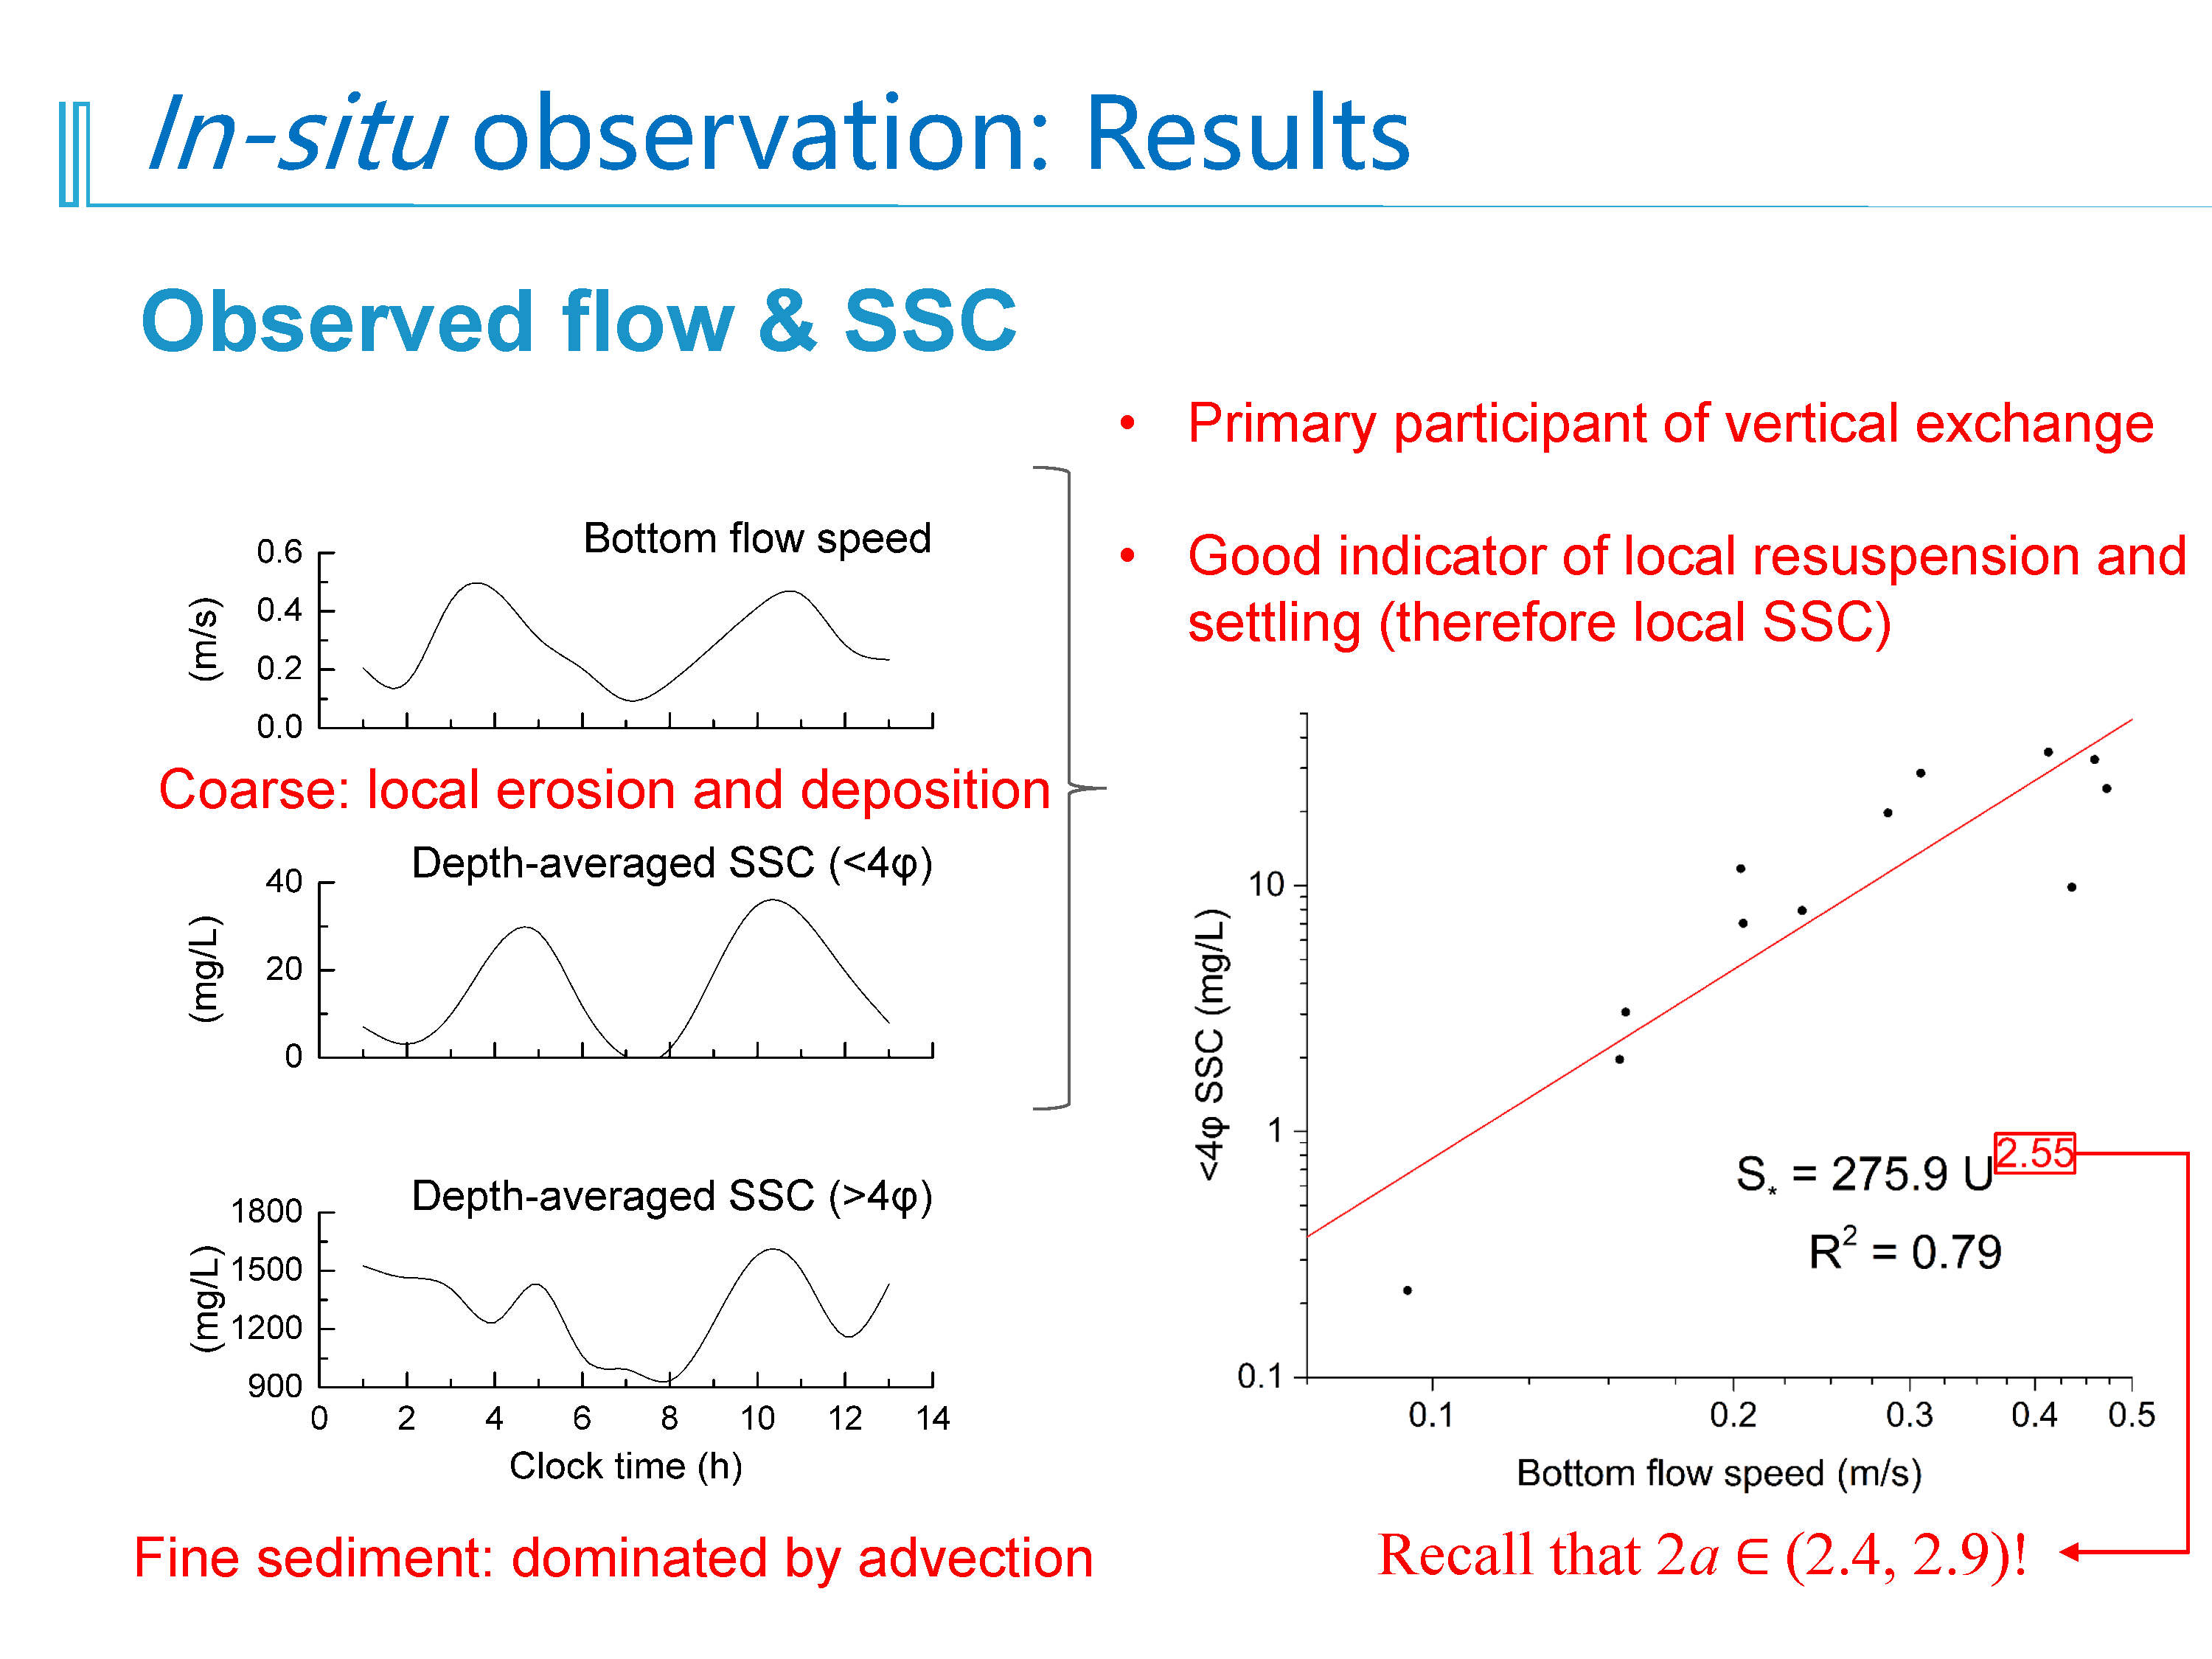 In-situ observation: Results
Observed flow & SSC
• Primary participant of vertical exchange
• Good indicator of local resuspension and
settling (therefore local SSC)
Bottom flow speed
(m/s)
0.6
0.4
0.2
0.0
Coarse: local erosion and deposition
Depth-averaged SSC (<4φ)
(mg/L)
40
20
0
Depth-averaged SSC (>4φ)
(mg/L)
1800
1500
1200
900
0 2 4 6 8 10 12 14
Clock time (h)
Fine sediment: dominated by advection
<4φ SSC (mg/L)
10
1
0.1
S* = 275.9 U^2.55
R² = 0.79
0.1 0.2 0.3 0.4 0.5
Bottom flow speed (m/s)
Recall that 2a ∈ (2.4, 2.9)!